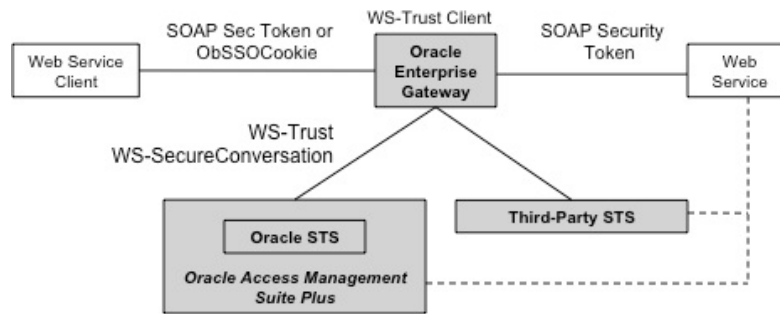 WS-Trust Client
SOAP Sec Token or
ObSSOCookie
SOAP Security
Token
Web Service
Client
Oracle
Enterprise
Gateway
Web
Service
WS-Trust
WS-SecureConversation
Oracle STS
Third-Party STS
Oracle Access Management
Suite Plus